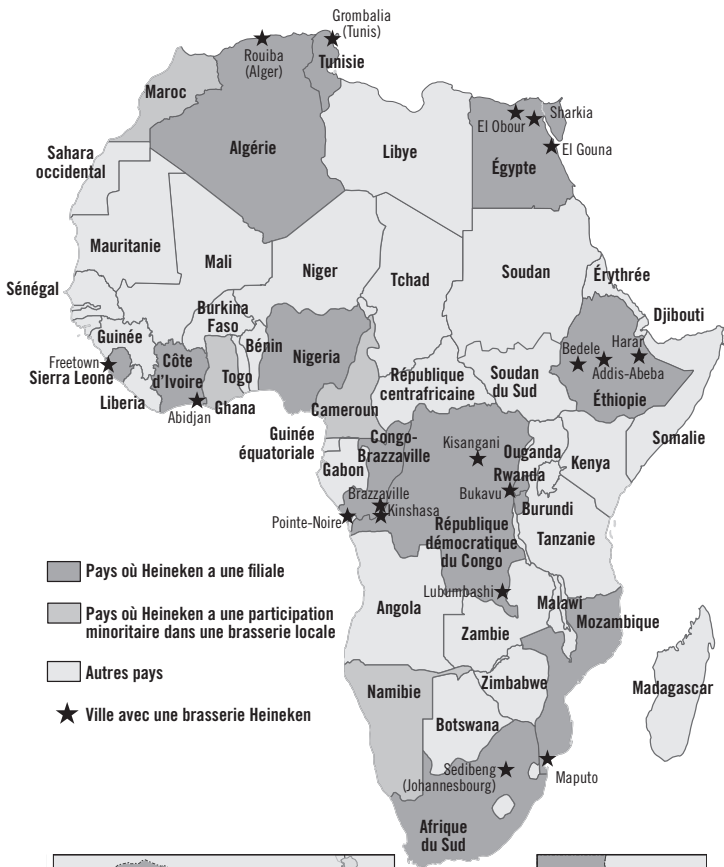 Grombalia
(Tunis)
Rouiba
(Alger)
Tunisie
Maroc
Algérie
Libye
El Obour
Sharkia
El Gouna
Égypte
Sahara
occidental
Mauritanie
Mali
Niger
Tchad
Soudan
Érythrée
Djibouti
Sénégal
Burkina
Faso
Guinée
Bénin
Nigeria
Côte
d'Ivoire
Togo
Ghana
Freetown
Sierra Leone
Liberia
Abidjan
Cameroun
République
centrafricaine
Soudan
du Sud
Bedele
Harar
Addis-Abeba
Éthiopie
Somalie
Guinée
équatoriale
Gabon
Congo-
Brazzaville
Kisangani
Ouganda
Kenya
Rwanda
Bukavu
Burundi
Brazzaville
Kinshasa
Pointe-Noire
République
démocratique
du Congo
Tanzanie
Lubumbashi
Angola
Malawi
Mozambique
Zambie
Zimbabwe
Namibie
Botswana
Madagascar
Sedibeng
(Johannesbourg)
Maputo
Afrique
du Sud
Pays où Heineken a une filiale
Pays où Heineken a une participation
minoritaire dans une brasserie locale
Autres pays
Ville avec une brasserie Heineken